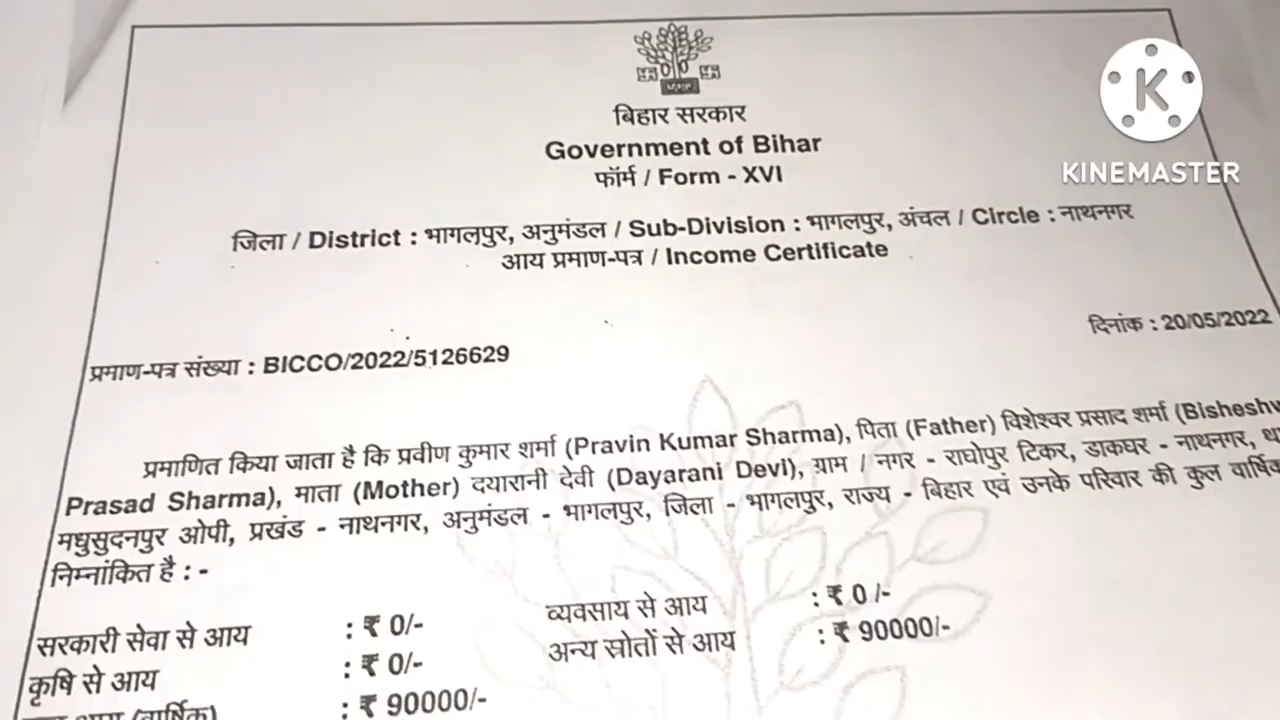 बिहार सरकार
Government of Bihar
फॉर्म / Form - XVI
जिला / District : भागलपुर, अनुमंडल / Sub-Division : भागलपुर, अंचल / Circle : नाथनगर
आय प्रमाण-पत्र / Income Certificate
प्रमाण-पत्र संख्या : BICCO/2022/5126629
दिनांक : 20/05/2022
प्रमाणित किया जाता है कि प्रवीण कुमार शर्मा (Pravin Kumar Sharma), पिता (Father) विशेश्वर प्रसाद शर्मा
Prasad Sharma), माता (Mother) दयारानी देवी (Dayarani Devi), ग्राम / नगर - राघोपुर टिकर, डाकघर - नाथनगर,
मधुसुदनपुर ओपी, प्रखंड - नाथनगर, अनुमंडल - भागलपुर, जिला - भागलपुर, राज्य - बिहार एवं उनके परिवार की कुल वार्षिक
निम्नांकित है : -
सरकारी सेवा से आय : ₹ 0/- व्यवसाय से आय : ₹ 0 /-
कृषि से आय : ₹ 0/- अन्य स्रोतों से आय : ₹ 90000/-
: ₹ 90000/-
K
KINEMASTER